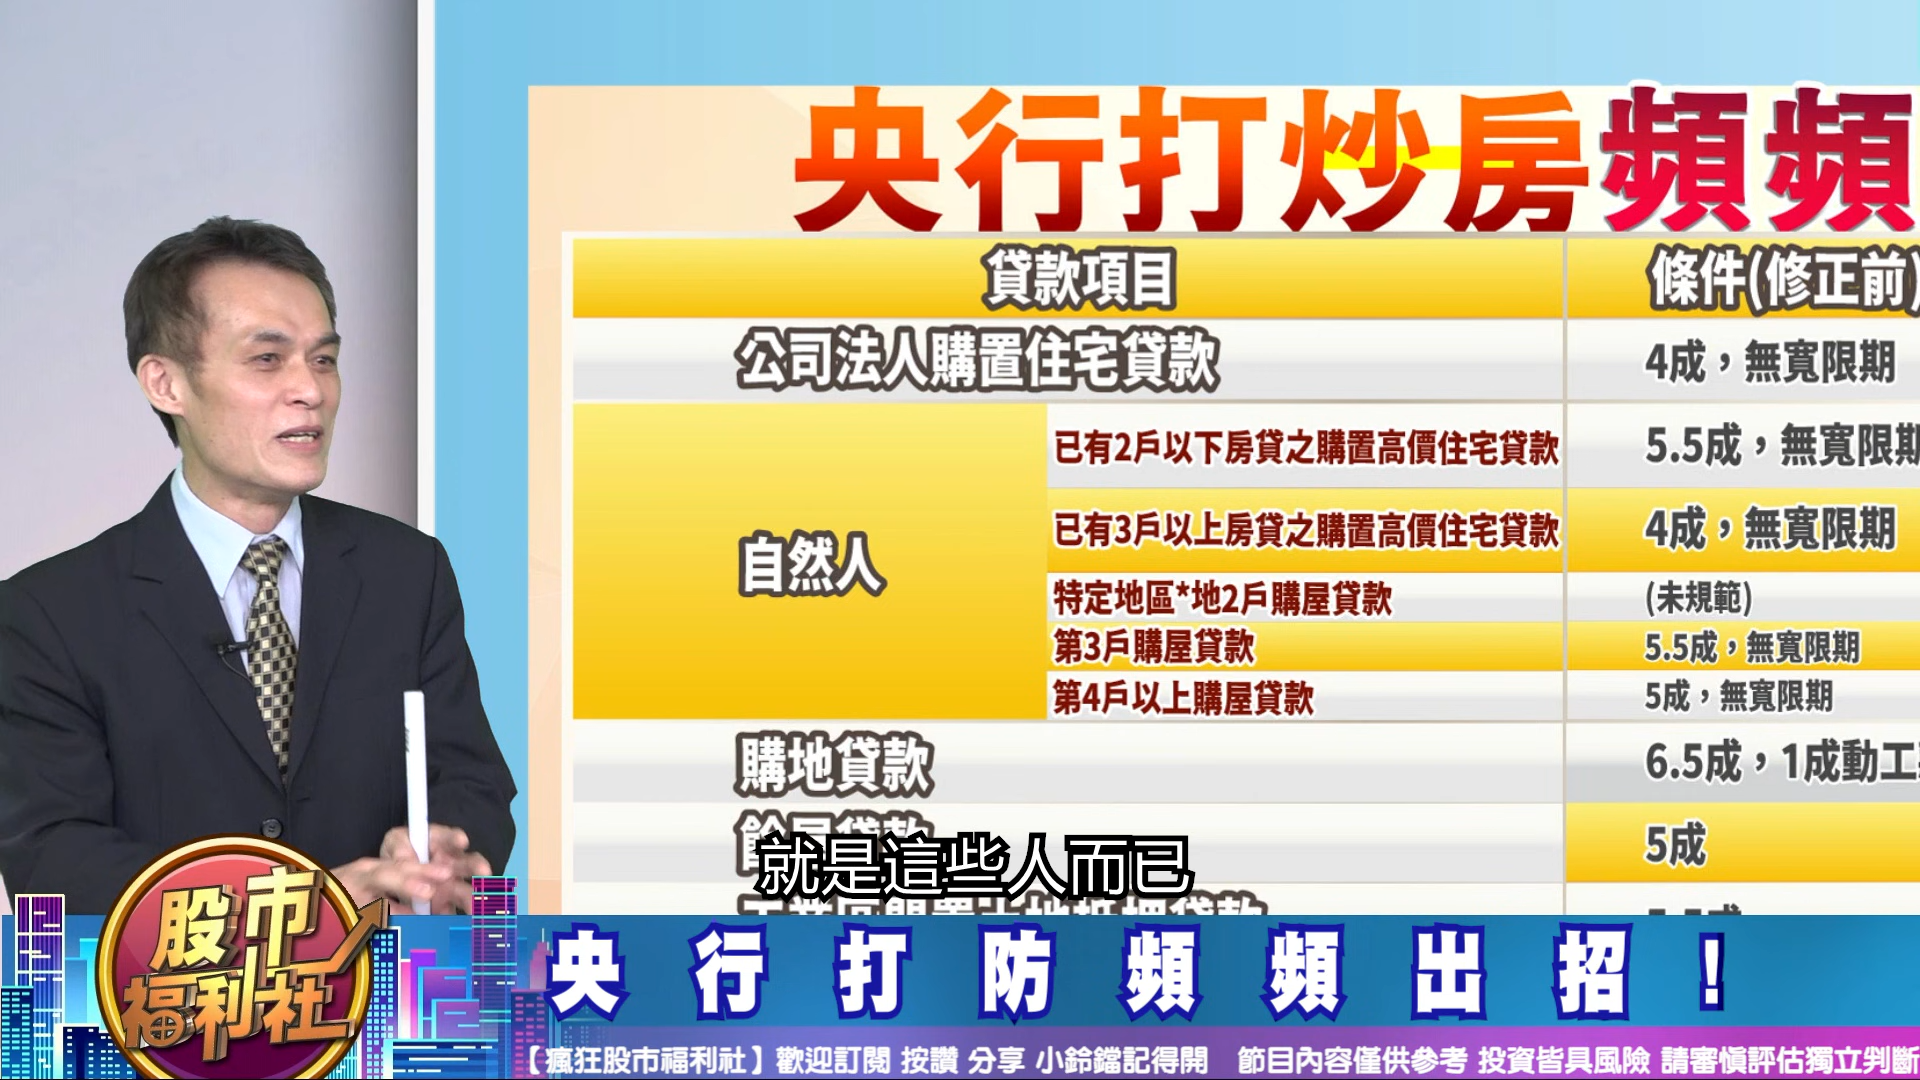 央行打炒房頻頻
貸款項目
條件(修正前)
公司法人購置住宅貸款
4成，無寬限期
自然人
已有2戶以下房貸之購置高價住宅貸款
5.5成，無寬限期
已有3戶以上房貸之購置高價住宅貸款
4成，無寬限期
特定地區*地2戶購屋貸款
(未規範)
第3戶購屋貸款
5.5成，無寬限期
第4戶以上購屋貸款
5成，無寬限期
購地貸款
6.5成，1成動工
餘屋貸款
5成
就是這些人而已
股市
福利社
央行打防頻頻出招！
【瘋狂股市福利社】歡迎訂閱 按讚 分享 小鈴鐺記得開 節目內容僅供參考 投資皆具風險 請審慎評估獨立判斷